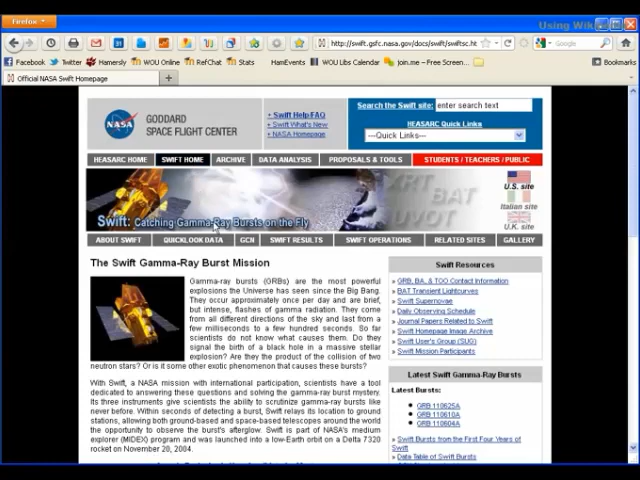 Using Wiki
Firefox
http://swift.gsfc.nasa.gov/docs/swift/swiftsc.ht
Google
Facebook Twitter Hamersly WOU Online RefChat Stats HamEvents WOU Libs Calendar join.me – Free Screen... Bookmarks
Official NASA Swift Homepage
NASA
GODDARD
SPACE FLIGHT CENTER
Swift Help/FAQ
Swift What's New
NASA Homepage
Search the Swift site: enter search text
HEASARC Quick Links
---Quick Links---
HEASARC HOME SWIFT HOME ARCHIVE DATA ANALYSIS PROPOSALS & TOOLS STUDENTS / TEACHERS / PUBLIC
XRT
BAT
UVOT
U.S. site
Italian site
U.K. site
Swift: Catching Gamma-Ray Bursts on the Fly
ABOUT SWIFT QUICKLOOK DATA GCN SWIFT RESULTS SWIFT OPERATIONS RELATED SITES GALLERY
The Swift Gamma-Ray Burst Mission
Gamma-ray bursts (GRBs) are the most powerful
explosions the Universe has seen since the Big Bang.
They occur approximately once per day and are brief,
but intense, flashes of gamma radiation. They come
from all different directions of the sky and last from a
few milliseconds to a few hundred seconds. So far
scientists do not know what causes them. Do they
signal the birth of a black hole in a massive stellar
explosion? Are they the product of the collision of two
neutron stars? Or is it some other exotic phenomenon that causes these bursts?
With Swift, a NASA mission with international participation, scientists have a tool
dedicated to answering these questions and solving the gamma-ray burst mystery.
Its three instruments give scientists the ability to scrutinize gamma-ray bursts like
never before. Within seconds of detecting a burst, Swift relays its location to ground
stations, allowing both ground-based and space-based telescopes around the world
the opportunity to observe the burst's afterglow. Swift is part of NASA's medium
explorer (MIDEX) program and was launched into a low-Earth orbit on a Delta 7320
rocket on November 20, 2004.
Swift Resources
» GRB, BA, & TOO Contact Information
» BAT Transient Lightcurves
» Swift Supernovae
» Daily Observing Schedule
» Journal Papers Related to Swift
» Swift Homepage Image Archive
» Swift User's Group (SUG)
» Swift Mission Participants
Latest Swift Gamma-Ray Bursts
Latest Bursts:
GRB 110625A
GRB 110610A
GRB 110604A
» Swift Bursts from the First Four Years of
Swift
» Data Table of Swift Bursts